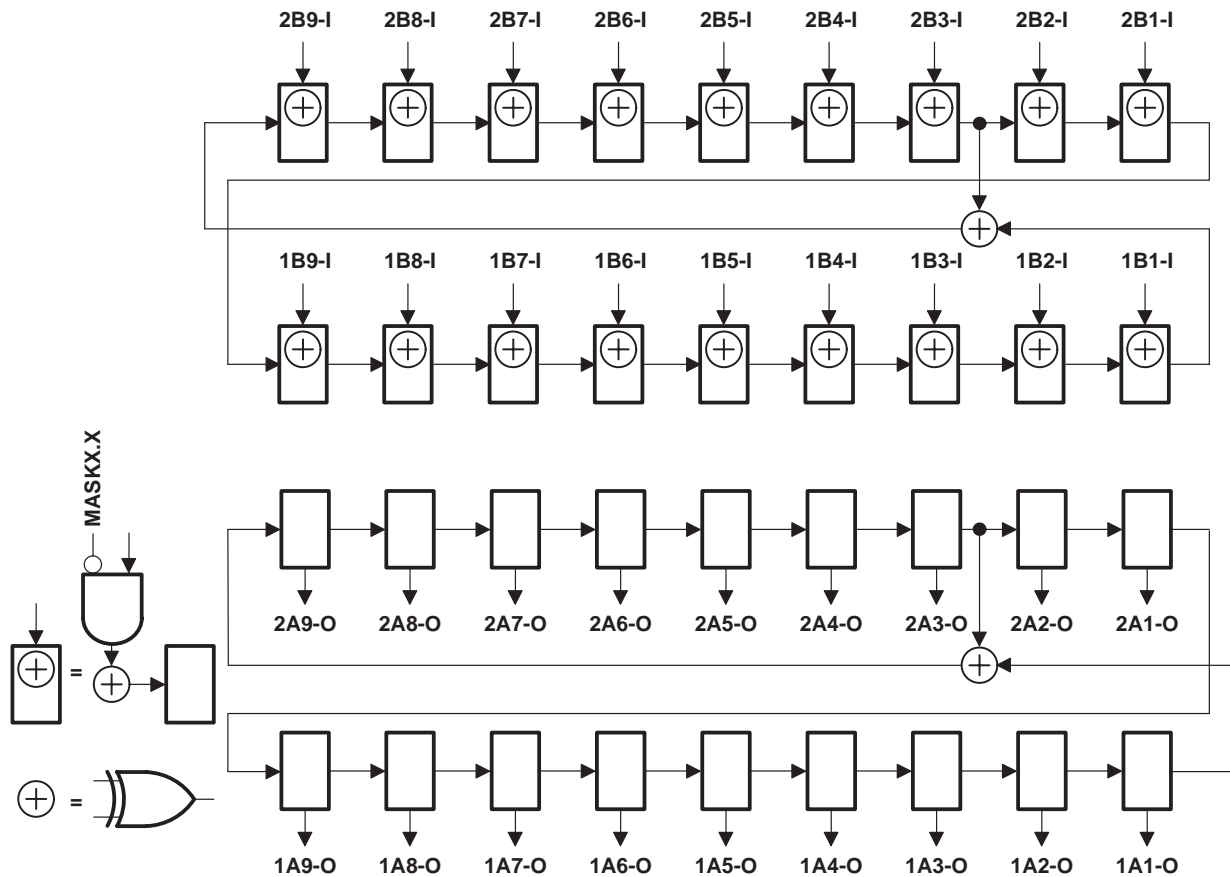 2B9-I 2B8-I 2B7-I 2B6-I 2B5-I 2B4-I 2B3-I 2B2-I 2B1-I
1B9-I 1B8-I 1B7-I 1B6-I 1B5-I 1B4-I 1B3-I 1B2-I 1B1-I
MASKX.X
2A9-O 2A8-O 2A7-O 2A6-O 2A5-O 2A4-O 2A3-O 2A2-O 2A1-O
=
=
1A9-O 1A8-O 1A7-O 1A6-O 1A5-O 1A4-O 1A3-O 1A2-O 1A1-O